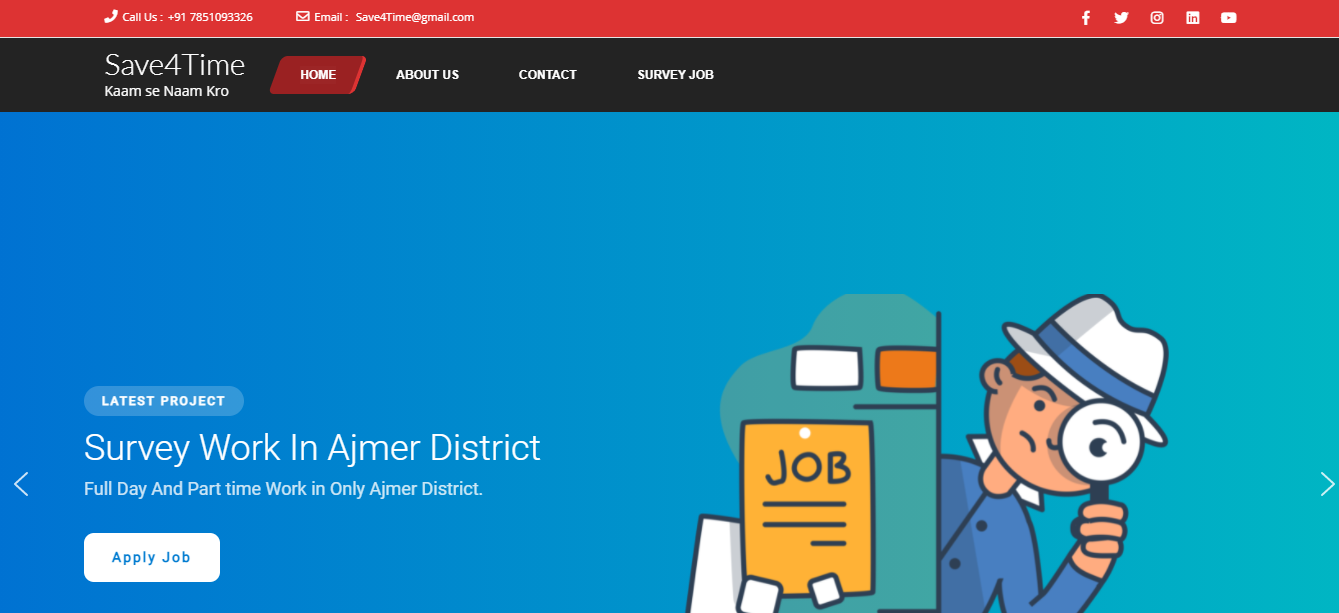 Call Us : +91 7851093326
Email : Save4Time@gmail.com
Save4Time
Kaam se Naam Kro
HOME
ABOUT US
CONTACT
SURVEY JOB
LATEST PROJECT
Survey Work In Ajmer District
Full Day And Part time Work in Only Ajmer District.
Apply Job
JOB